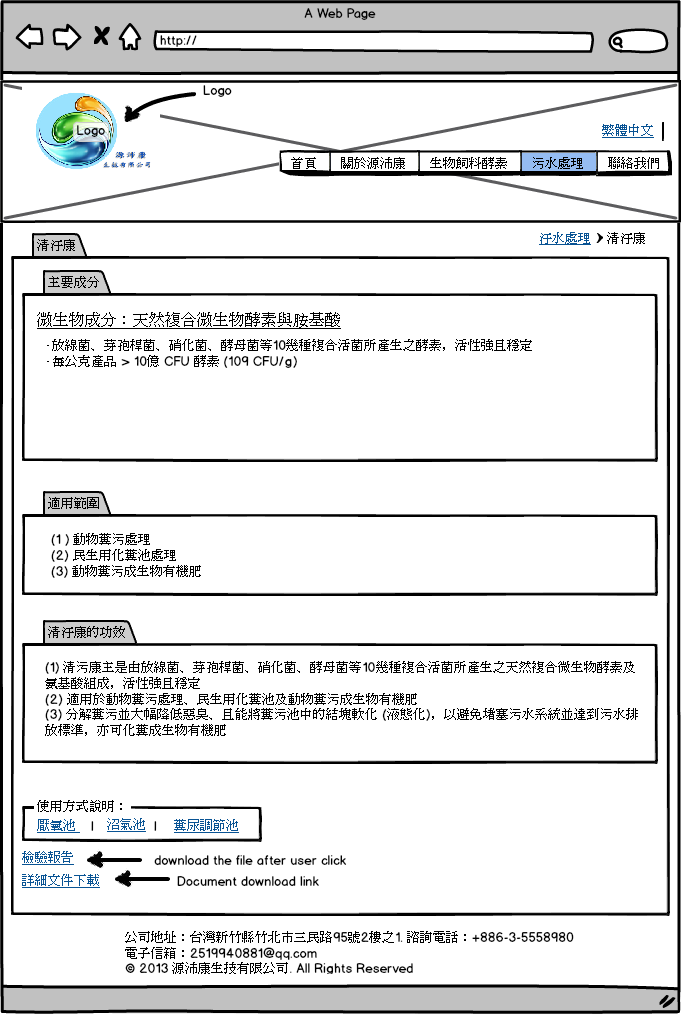 A Web Page
http://
Logo
Logo
源沛康
生技有限公司
繁體中文
首頁 關於源沛康 生物飼料酵素 污水處理 聯絡我們
清汙康
汙水處理 > 清汙康
主要成分
微生物成分：天然複合微生物酵素與胺基酸
· 放線菌、芽孢桿菌、硝化菌、酵母菌等10幾種複合活菌所產生之酵素，活性強且穩定
· 每公克產品 > 10億 CFU 酵素 (109 CFU/g)
適用範圍
(1 ) 動物糞污處理
(2) 民生用化糞池處理
(3) 動物糞污成生物有機肥
清汙康的功效
(1) 清污康主是由放線菌、芽孢桿菌、硝化菌、酵母菌等10幾種複合活菌所產生之天然複合微生物酵素及
氨基酸組成，活性強且穩定
(2) 適用於動物糞污處理、民生用化糞池及動物糞污成生物有機肥
(3) 分解糞污並大幅降低惡臭、且能將糞污池中的結塊軟化 (液態化)，以避免堵塞污水系統並達到污水排
放標準，亦可化糞成生物有機肥
使用方式說明：
厭氧池 | 沼氣池 | 糞尿調節池
檢驗報告 download the file after user click
詳細文件下載 Document download link
公司地址：台灣新竹縣竹北市三民路95號2樓之1. 諮詢電話：+886-3-5558980
電子信箱：2519940881@qq.com
© 2013 源沛康生技有限公司. All Rights Reserved